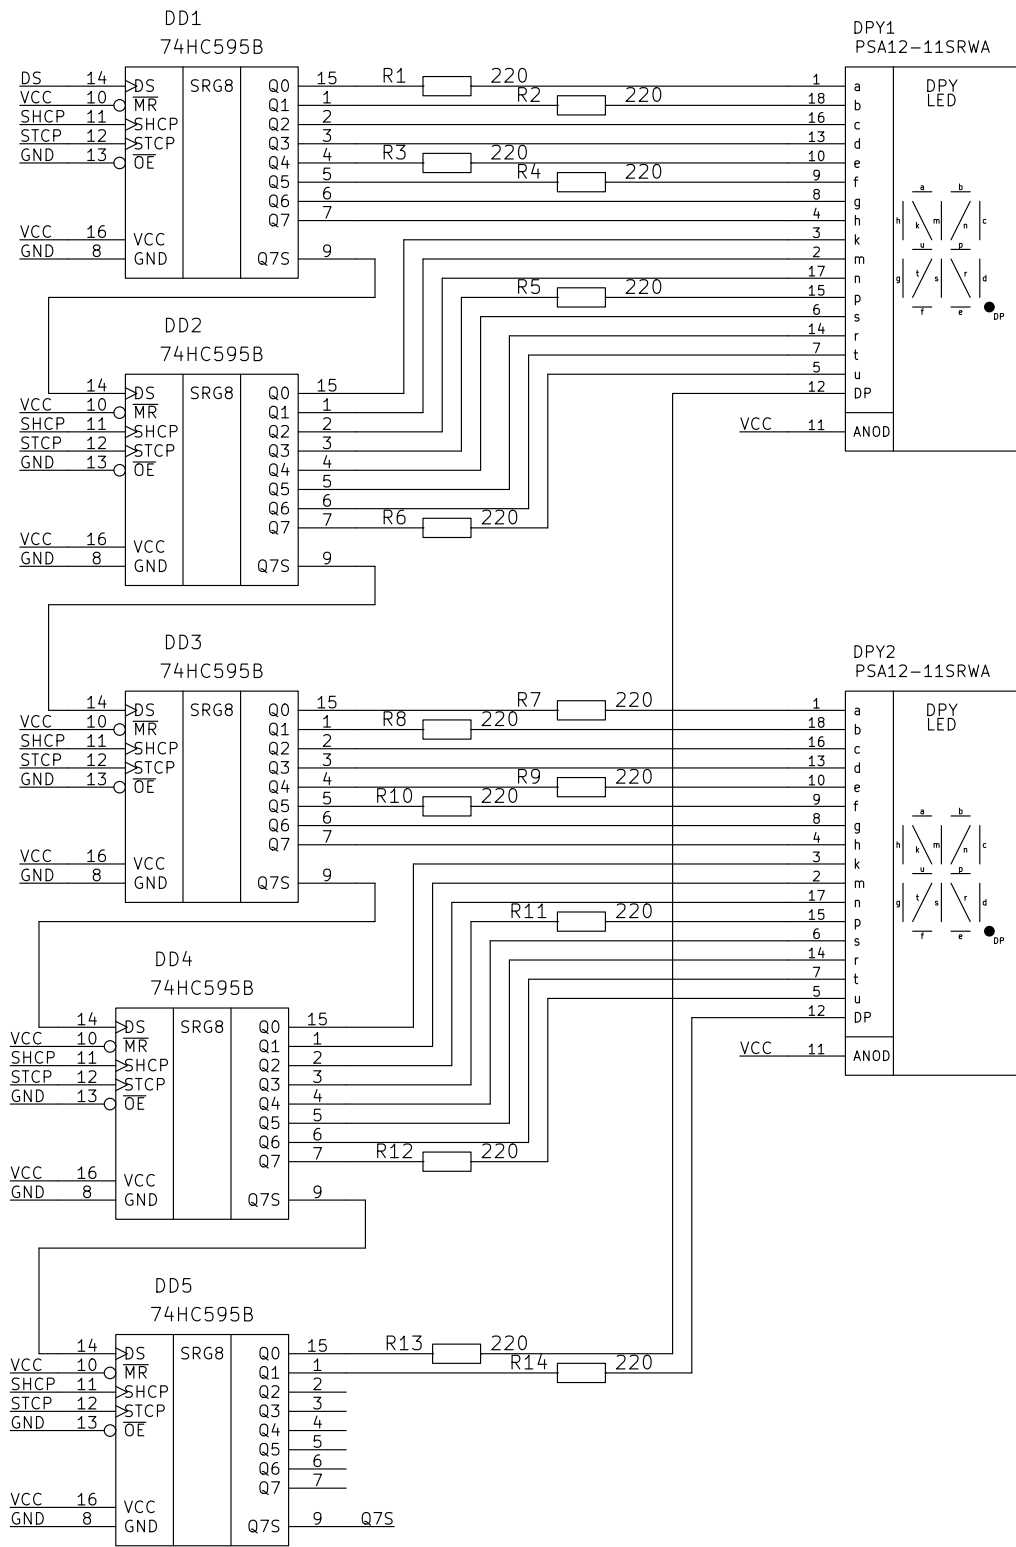 DD1
74HC595B
DS 14 DS SRG8 Q0 15 R1 220
VCC 10 MR Q1 1 R2 220
SHCP 11 SHCP Q2 2
STCP 12 STCP Q3 3
GND 13 OE Q4 4 R3 220
Q5 5 R4 220
Q6 6
Q7 7
VCC 16 VCC
GND 8 GND Q7S 9
R5 220
DPY1
PSA12-11SRWA
1 a DPY
18 b LED
16 c
13 d
10 e
9 f
8 g
4 h
3 k
2 m
17 n
15 p
6 s
14 r
7 t
5 u
12 DP
VCC 11 ANOD
a b
h k m n c
u p
g t s r d
f e DP
DD2
74HC595B
14 DS SRG8 Q0 15
VCC 10 MR Q1 1
SHCP 11 SHCP Q2 2
STCP 12 STCP Q3 3
GND 13 OE Q4 4
Q5 5
Q6 6
Q7 7 R6 220
VCC 16 VCC
GND 8 GND Q7S 9
DD3
74HC595B
14 DS SRG8 Q0 15 R7 220
VCC 10 MR Q1 1 R8 220
SHCP 11 SHCP Q2 2
STCP 12 STCP Q3 3
GND 13 OE Q4 4 R9 220
Q5 5 R10 220
Q6 6
Q7 7
VCC 16 VCC
GND 8 GND Q7S 9
R11 220
DPY2
PSA12-11SRWA
1 a DPY
18 b LED
16 c
13 d
10 e
9 f
8 g
4 h
3 k
2 m
17 n
15 p
6 s
14 r
7 t
5 u
12 DP
VCC 11 ANOD
a b
h k m n c
u p
g t s r d
f e DP
DD4
74HC595B
14 DS SRG8 Q0 15
VCC 10 MR Q1 1
SHCP 11 SHCP Q2 2
STCP 12 STCP Q3 3
GND 13 OE Q4 4
Q5 5
Q6 6
Q7 7 R12 220
VCC 16 VCC
GND 8 GND Q7S 9
DD5
74HC595B
14 DS SRG8 Q0 15 R13 220
VCC 10 MR Q1 1 R14 220
SHCP 11 SHCP Q2 2
STCP 12 STCP Q3 3
GND 13 OE Q4 4
Q5 5
Q6 6
Q7 7
VCC 16 VCC
GND 8 GND Q7S 9 Q7S